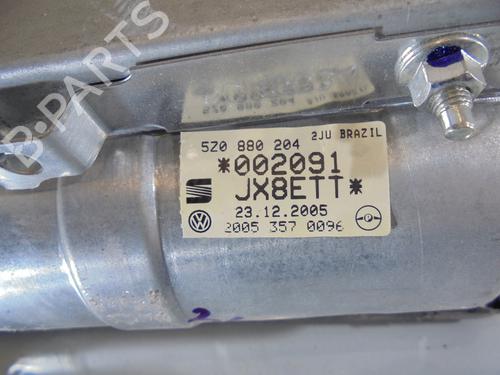 B-PARTS
5Z0 880 204 2JU BRAZIL
*002091
JX8ETT*
23.12.2005
2005 357 0096